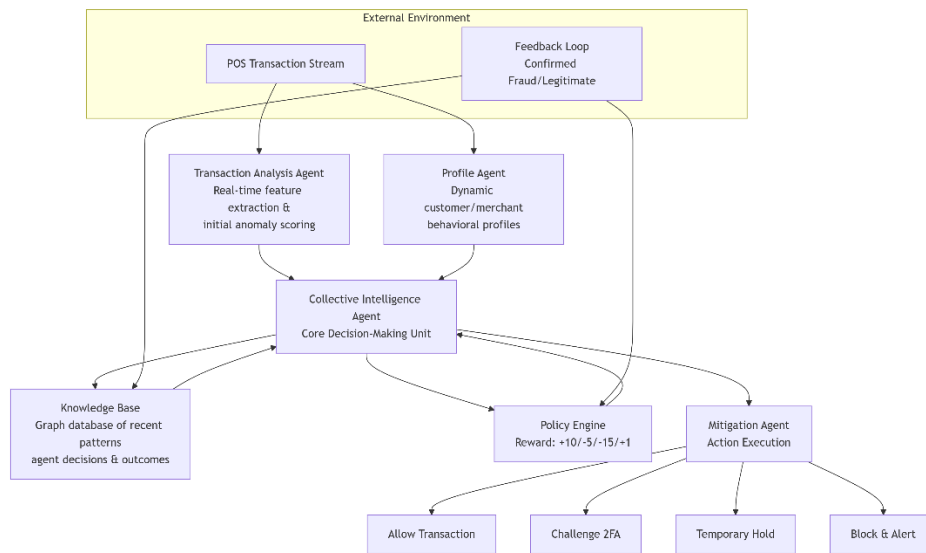 External Environment
POS Transaction Stream
Feedback Loop
Confirmed
Fraud/Legitimate
Transaction Analysis Agent
Real-time feature
extraction &
initial anomaly scoring
Profile Agent
Dynamic
customer/merchant
behavioral profiles
Collective Intelligence
Agent
Core Decision-Making Unit
Knowledge Base
Graph database of recent
patterns
agent decisions & outcomes
Policy Engine
Reward: +10/-5/-15/+1
Mitigation Agent
Action Execution
Allow Transaction
Challenge 2FA
Temporary Hold
Block & Alert